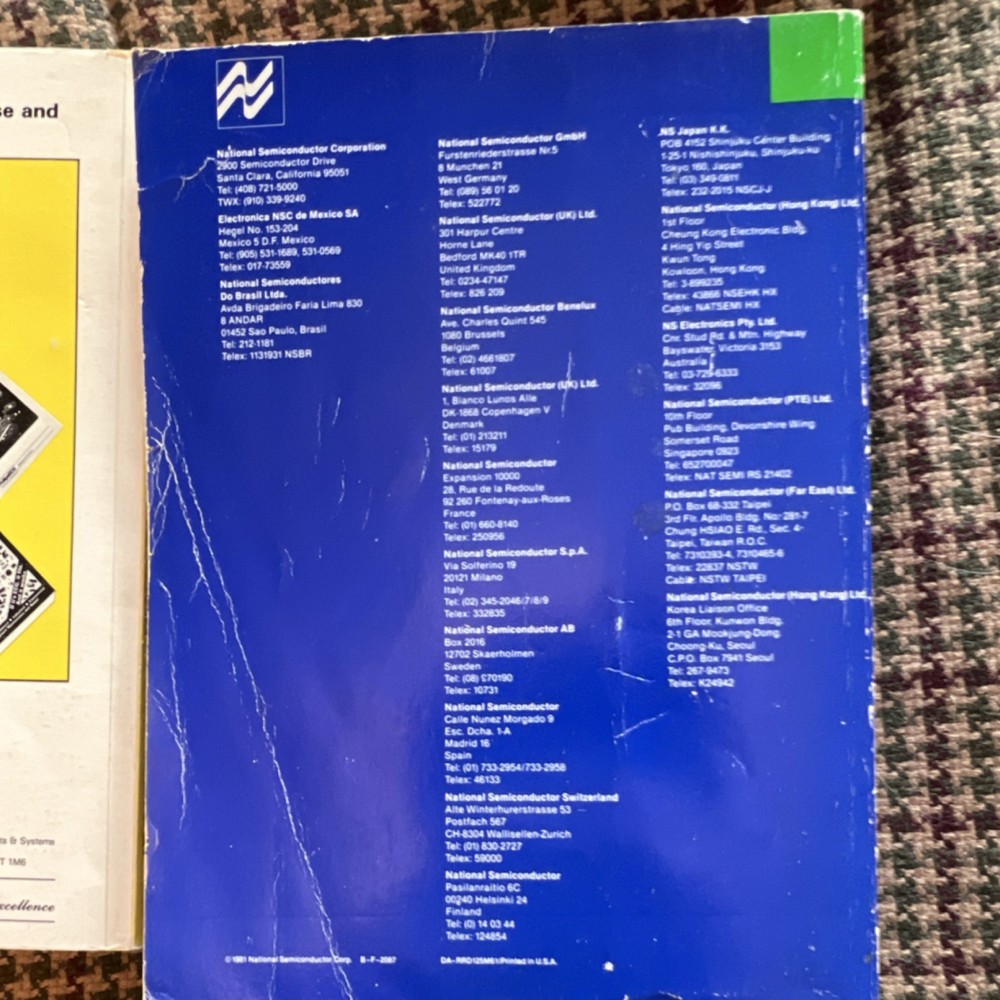 se and
ta & Systems
T 1M6
xcellence
National Semiconductor Corporation
2900 Semiconductor Drive
Santa Clara, California 95051
Tel: (408) 721-5000
TWX: (910) 339-9240
Electronica NSC de Mexico SA
Hegel No. 153-204
Mexico 5 D.F. Mexico
Tel: (905) 531-1689, 531-0569
Telex: 017-73559
National Semiconductores
Do Brasil Ltda.
Avda Brigadeiro Faria Lima 830
8 ANDAR
01452 Sao Paulo, Brasil
Tel: 212-1181
Telex: 1131931 NSBR
National Semiconductor GmbH
Furstenriederstrasse Nr.5
8 Munchen 21
West Germany
Tel: (089) 56 01 20
Telex: 522772
National Semiconductor (UK) Ltd.
301 Harpur Centre
Horne Lane
Bedford MK40 1TR
United Kingdom
Tel: 0234-47147
Telex: 826 209
National Semiconductor Benelux
Ave. Charles Quint 545
1080 Brussels
Belgium
Tel: (02) 4661807
Telex: 61007
National Semiconductor (UK) Ltd.
1, Bianco Lunos Alle
DK-1868 Copenhagen V
Denmark
Tel: (01) 213211
Telex: 15179
National Semiconductor
Expansion 10000
28, Rue de la Redoute
92 260 Fontenay-aux-Roses
France
Tel: (01) 660-8140
Telex: 250956
National Semiconductor S.p.A.
Via Solferino 19
20121 Milano
Italy
Tel: (02) 345-2046/7/8/9
Telex: 332835
National Semiconductor AB
Box 2016
12702 Skaerholmen
Sweden
Tel: (08) 970190
Telex: 10731
National Semiconductor
Calle Nunez Morgado 9
Esc. Dcha. 1-A
Madrid 16
Spain
Tel: (01) 733-2954/733-2958
Telex: 46133
National Semiconductor Switzerland
Alte Winterhurerstrasse 53
Postfach 567
CH-8304 Wallisellen-Zurich
Tel: (01) 830-2727
Telex: 59000
National Semiconductor
Pasilanraitio 6C
00240 Helsinki 24
Finland
Tel: (0) 14 03 44
Telex: 124854
NS Japan K.K.
POB 4152 Shinjuku Center Building
1-25-1 Nishishinjuku, Shinjuku-ku
Tokyo 160, Japan
Tel: (03) 349-0811
Telex: 232-2015 NSCJ-J
National Semiconductor (Hong Kong) Ltd.
1st Floor
Cheung Kong Electronic Bldg.
4 Hing Yip Street
Kwun Tong
Kowloon, Hong Kong
Tel: 3-899235
Telex: 43866 NSEHK HX
Cable: NATSEMI HX
NS Electronics Pty. Ltd.
Cnr. Stud Rd. & Mtn. Highway
Bayswater, Victoria 3153
Australia
Tel: 03-729-6333
Telex: 32096
National Semiconductor (PTE) Ltd.
10th Floor
Pub Building, Devonshire Wing
Somerset Road
Singapore 0923
Tel: 652700047
Telex: NAT SEMI RS 21402
National Semiconductor (Far East) Ltd.
P.O. Box 68-332 Taipei
3rd Flr. Apollo Bldg. No: 281-7
Chung HSIAO E. Rd., Sec. 4-
Taipei, Taiwan R.O.C.
Tel: 7310393-4, 7310465-6
Telex: 22837 NSTW
Cable: NSTW TAIPEI
National Semiconductor (Hong Kong) Ltd
Korea Liaison Office
6th Floor, Kunwon Bldg.
2-1 GA Mookjung-Dong
Choong-Ku, Seoul
C.P.O. Box 7941 Seoul
Tel: 267-9473
Telex: K24942
© 1981 National Semiconductor Corp. B-F-2087
DA-RRD125M61/Printed in U.S.A.